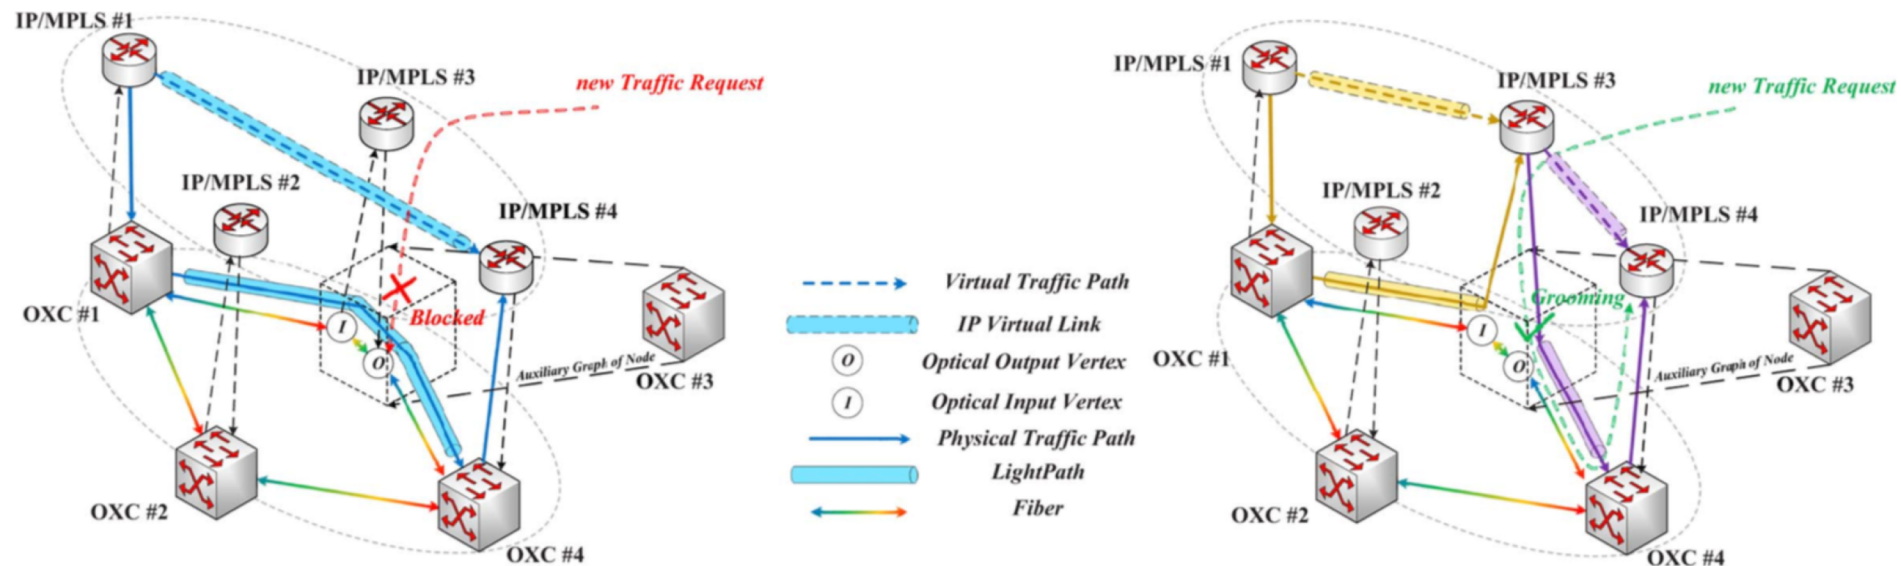 IP/MPLS #1
IP/MPLS #3
new Traffic Request
IP/MPLS #2
IP/MPLS #4
OXC #1
I
Blocked
O
Auxiliary Graph of Node
OXC #3
OXC #2
OXC #4
Virtual Traffic Path
IP Virtual Link
O
Optical Output Vertex
I
Optical Input Vertex
Physical Traffic Path
LightPath
Fiber
IP/MPLS #1
IP/MPLS #3
new Traffic Request
IP/MPLS #2
IP/MPLS #4
Grooming
I
OXC #1
O
Auxiliary Graph of Node
OXC #3
OXC #2
OXC #4